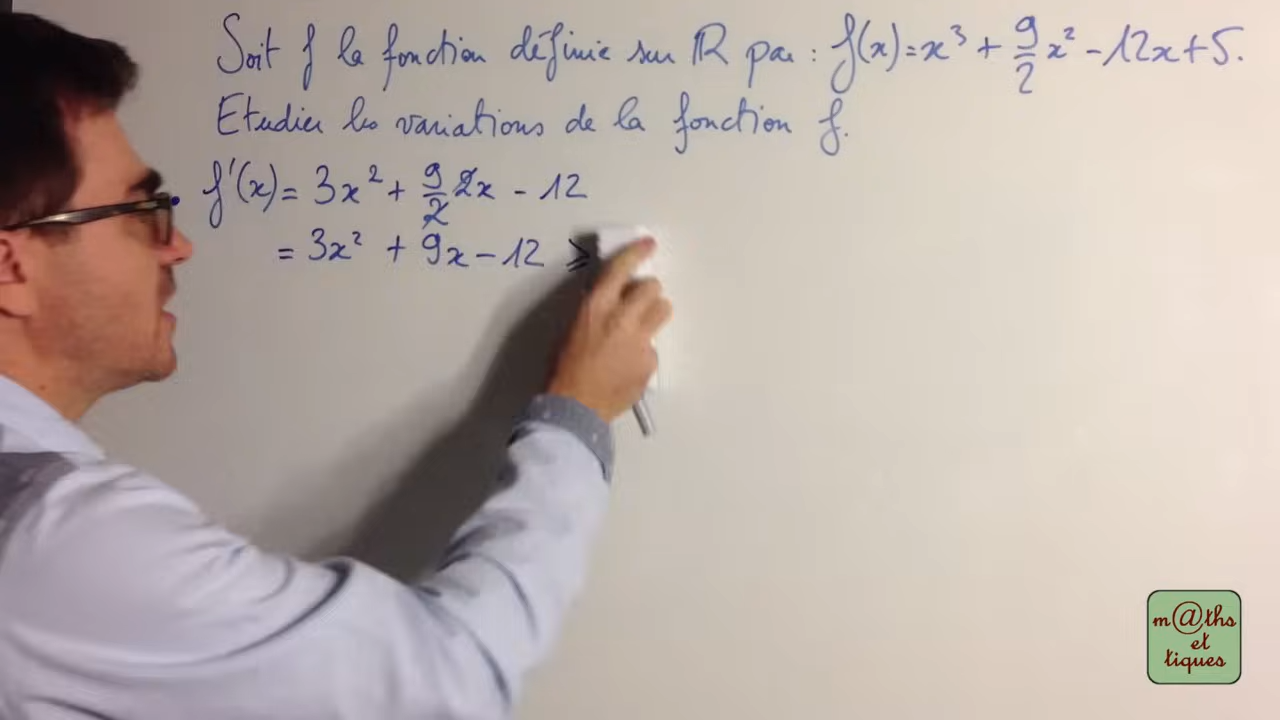 Soit f la fonction définie sur ℝ par : f(x) = x³ + 9/2 x² - 12x + 5.
Etudier les variations de la fonction f.
• f'(x) = 3x² + 9/2 2x - 12
= 3x² + 9x - 12 ≥
m@ths
et
tiques